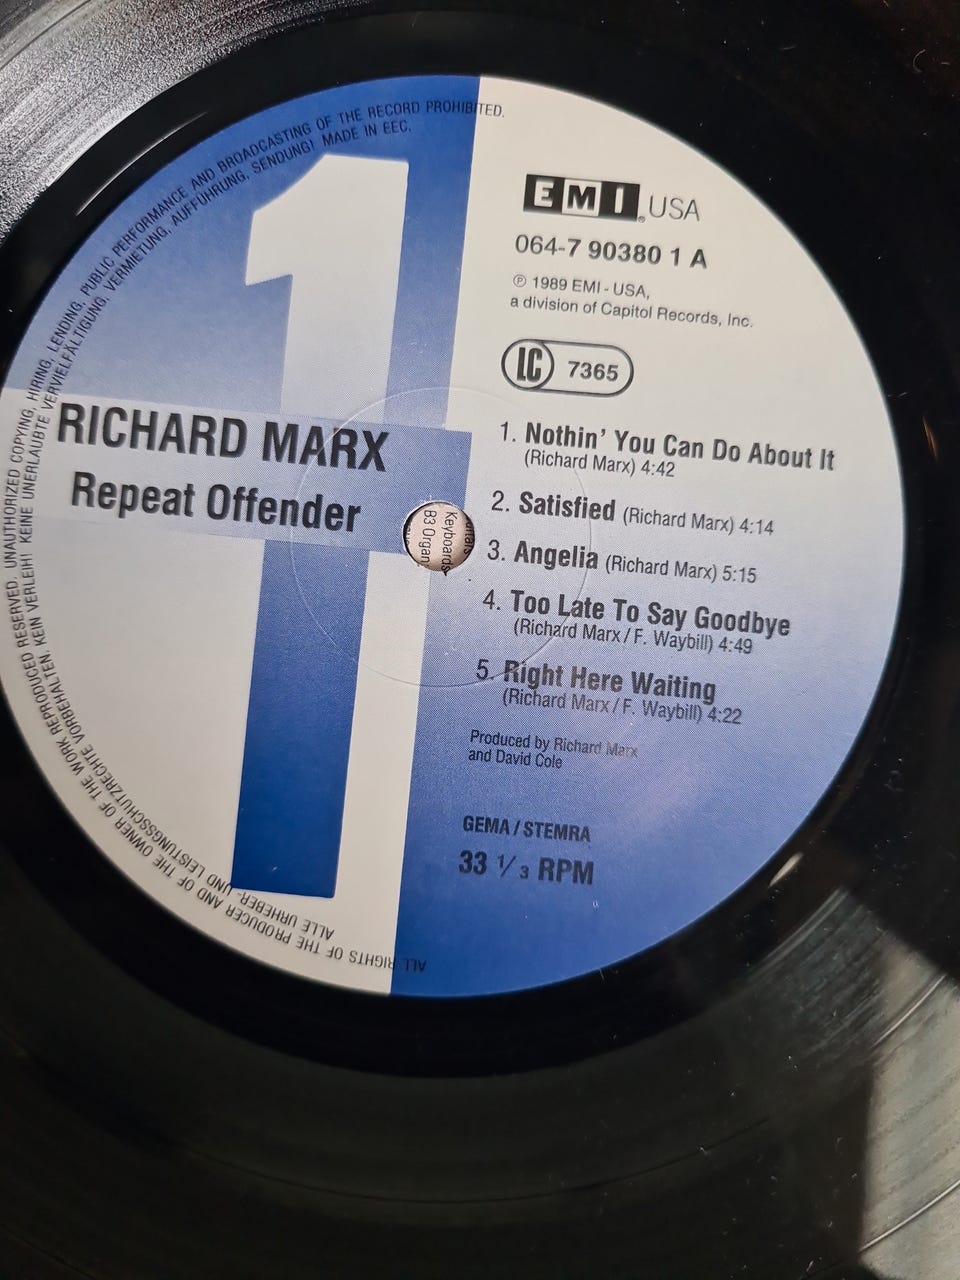 ALL RIGHTS OF THE PRODUCER AND OF THE OWNER OF THE WORK REPRODUCED RESERVED. UNAUTHORIZED COPYING, HIRING, LENDING, PUBLIC PERFORMANCE AND BROADCASTING OF THE RECORD PROHIBITED.
ALLE URHEBER- UND LEISTUNGSSCHUTZRECHTE VORBEHALTEN. KEIN VERLEIH! KEINE UNERLAUBTE VERVIELFÄLTIGUNG, VERMIETUNG, AUFFÜHRUNG, SENDUNG! MADE IN EEC.
1
RICHARD MARX
Repeat Offender
EMI® USA
064-7 90380 1 A
℗ 1989 EMI - USA,
a division of Capitol Records, Inc.
LC 7365
1. Nothin' You Can Do About It
(Richard Marx) 4:42
2. Satisfied (Richard Marx) 4:14
3. Angelia (Richard Marx) 5:15
4. Too Late To Say Goodbye
(Richard Marx / F. Waybill) 4:49
5. Right Here Waiting
(Richard Marx / F. Waybill) 4:22
Produced by Richard Marx
and David Cole
GEMA / STEMRA
33 1/3 RPM
Keyboards
B3 Organ